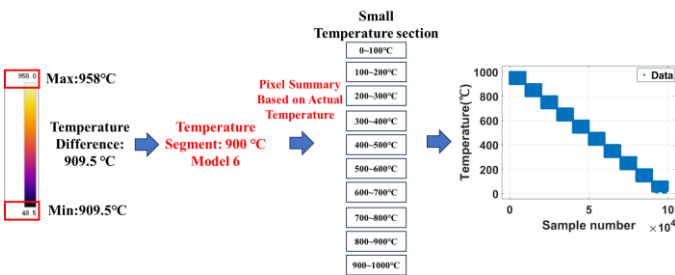 958.0
Max:958℃
Temperature
Difference:
909.5 ℃
48.5
Min:909.5℃
Temperature
Segment: 900 ℃
Model 6
Pixel Summary
Based on Actual
Temperature
Small
Temperature section
0~100℃
100~200℃
200~300℃
300~400℃
400~500℃
500~600℃
600~700℃
700~800℃
800~900℃
900~1000℃
Temperature(℃)
1000
800
600
400
200
0
Data
0
5
10
Sample number
×10⁴